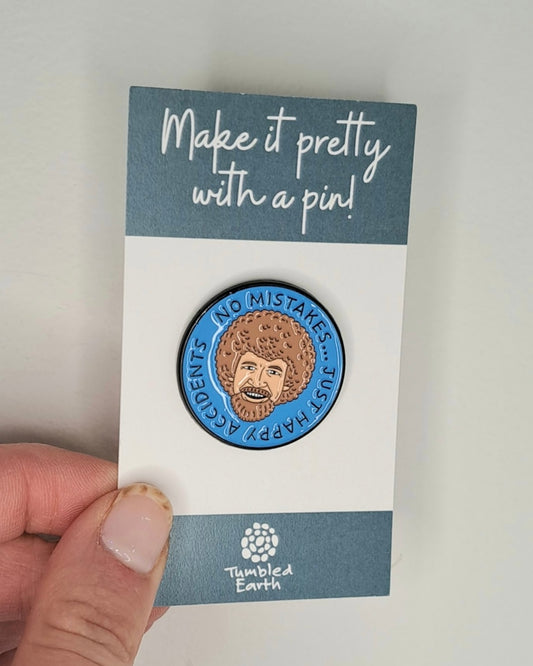 Make it pretty
with a pin!
NO MISTAKES... JUST HAPPY ACCIDENTS
Tumbled
Earth